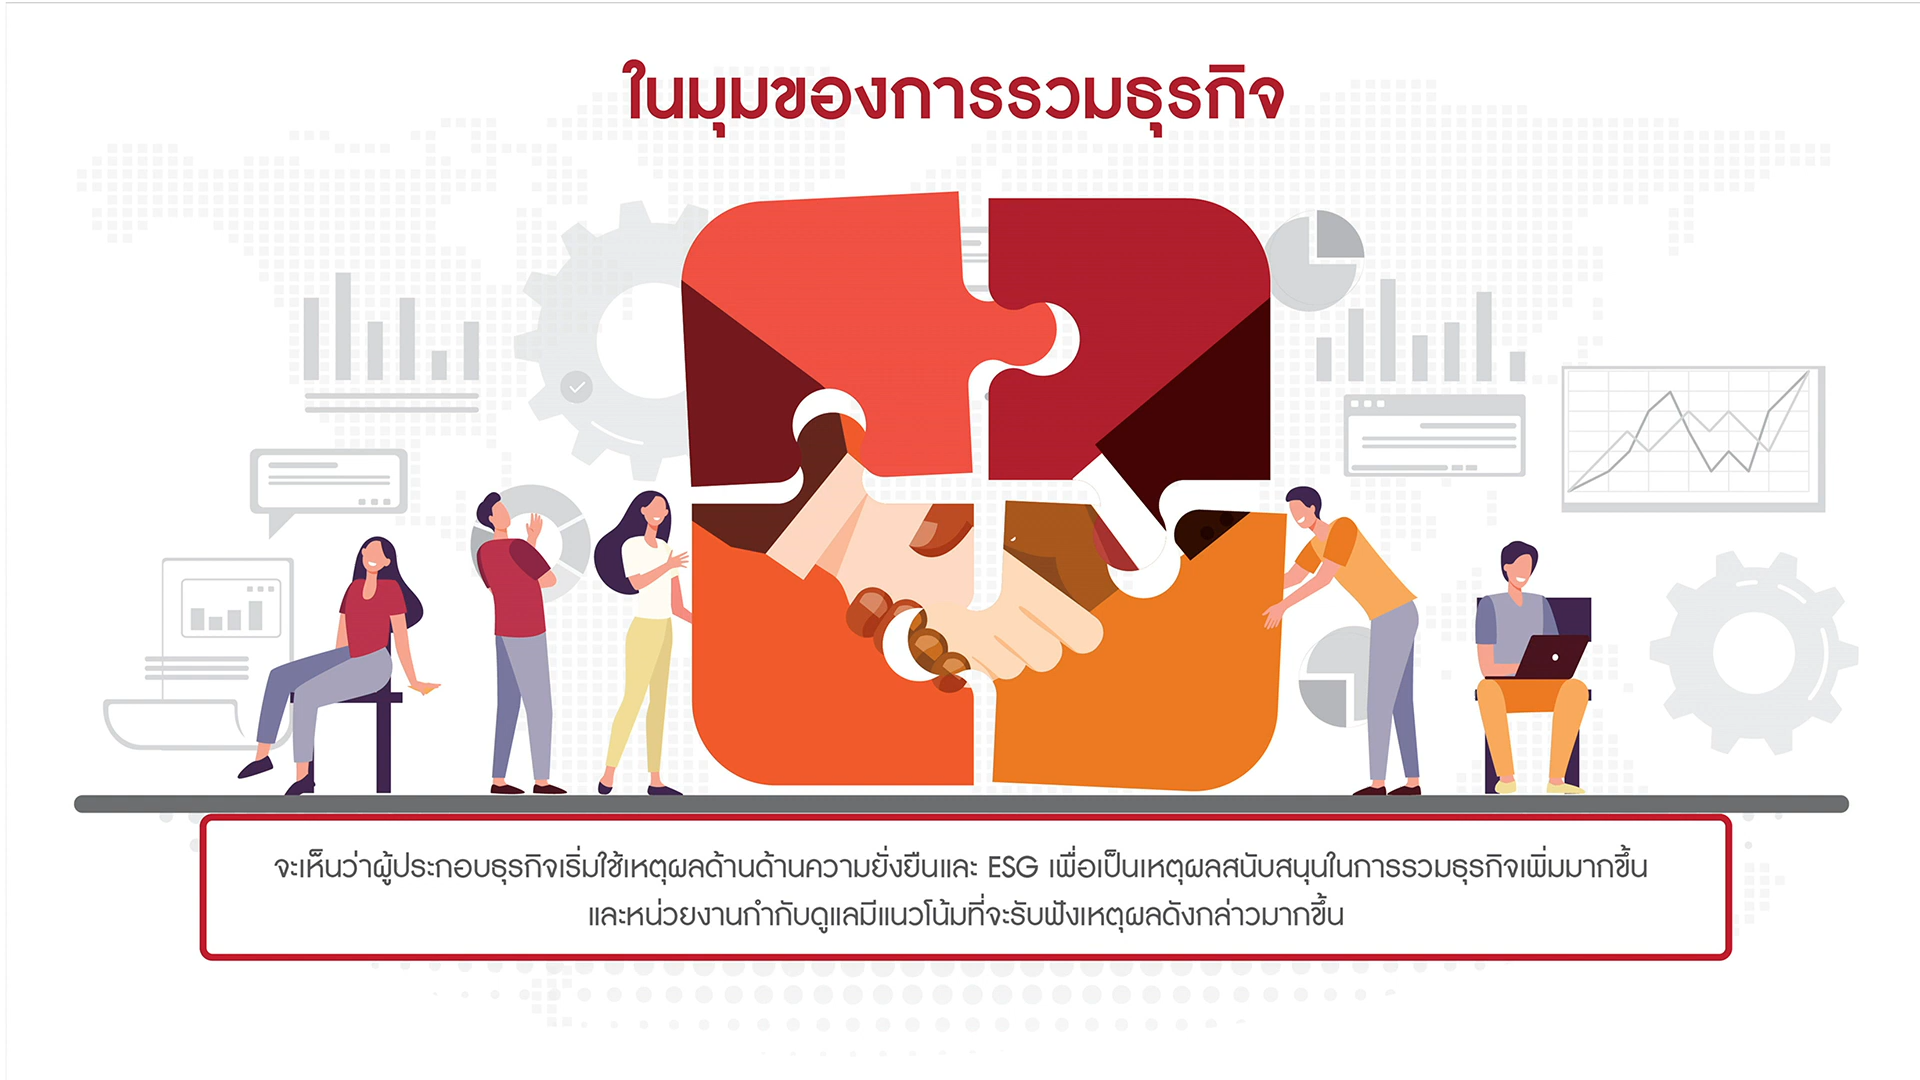 ในมุมของการรวมธุรกิจ
จะเห็นว่าผู้ประกอบธุรกิจเริ่มใช้เหตุผลด้านด้านความยั่งยืนและ ESG เพื่อเป็นเหตุผลสนับสนุนในการรวมธุรกิจเพิ่มมากขึ้น
และหน่วยงานกำกับดูแลมีแนวโน้มที่จะรับฟังเหตุผลดังกล่าวมากขึ้น